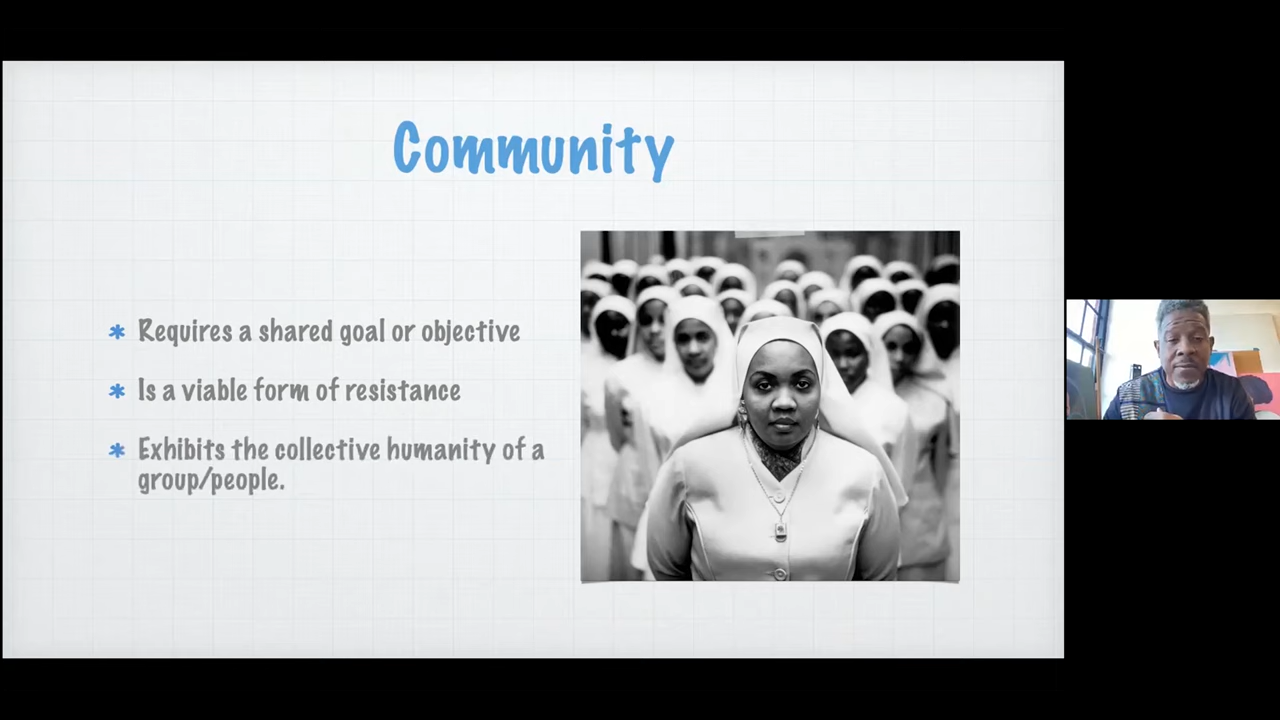 Community
* Requires a shared goal or objective
* Is a viable form of resistance
* Exhibits the collective humanity of a
group/people.